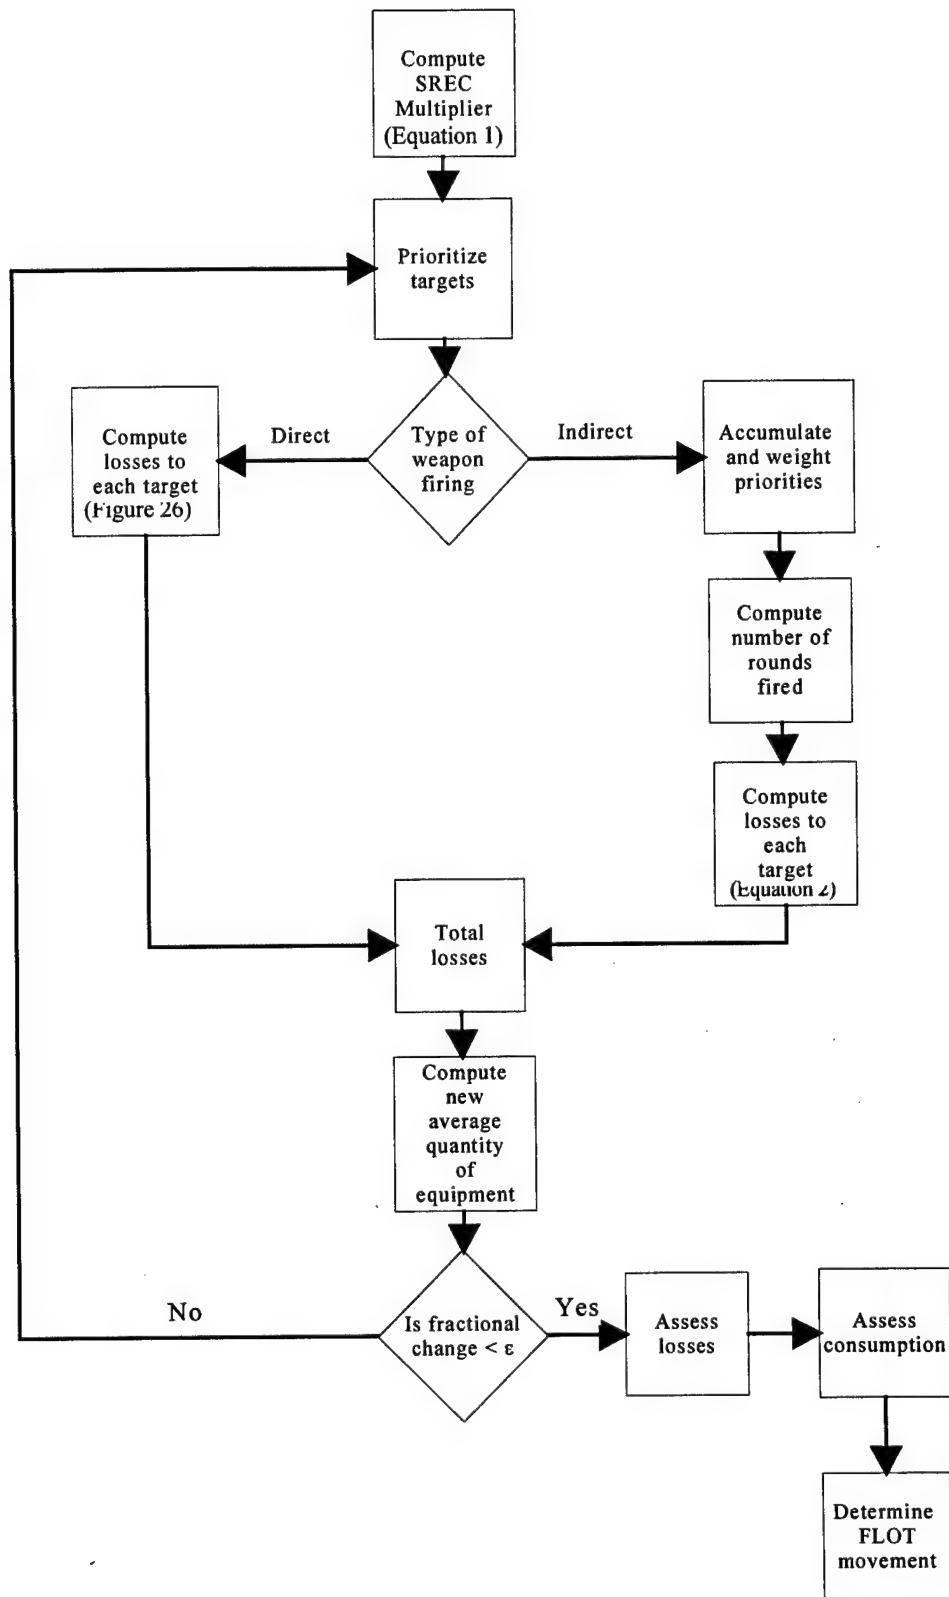 Compute
SREC
Multiplier
(Equation 1)
Prioritize
targets
Compute
losses to
each target
(Figure 26)
Direct
Type of
weapon
firing
Indirect
Accumulate
and weight
priorities
Compute
number of
rounds
fired
Compute
losses to
each
target
(Equation 2)
Total
losses
Compute
new
average
quantity
of
equipment
No
Is fractional
change < ε
Yes
Assess
losses
Assess
consumption
Determine
FLOT
movement